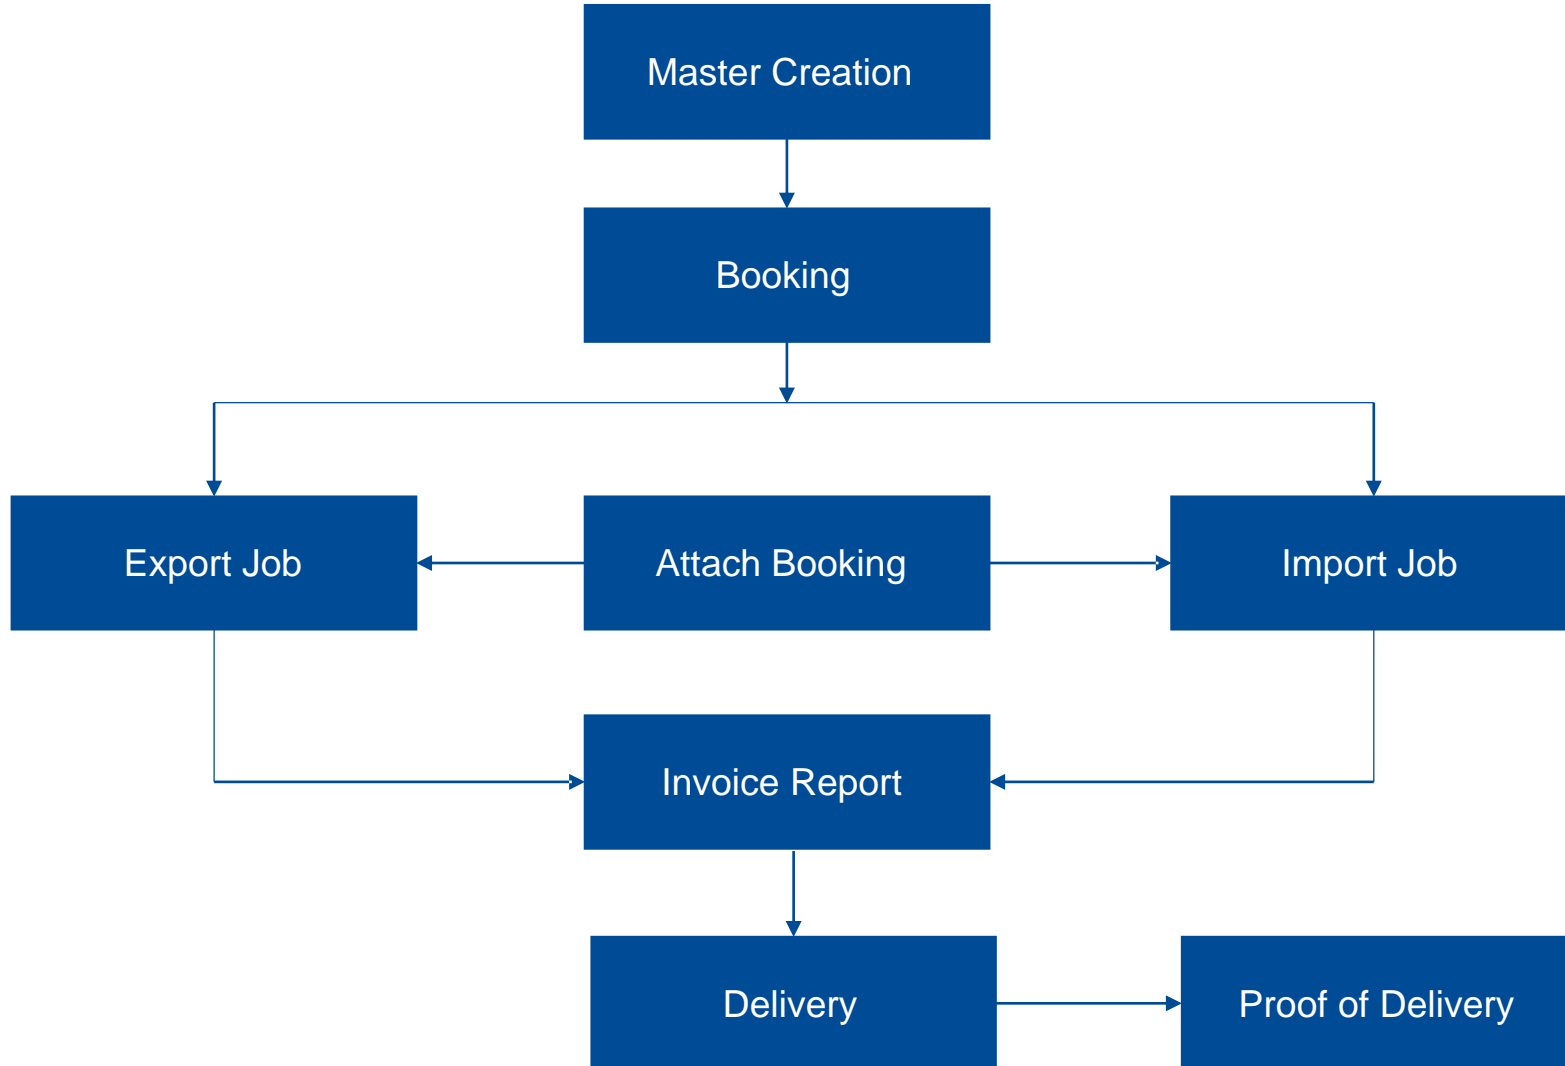 Master Creation
Booking
Export Job
Attach Booking
Import Job
Invoice Report
Delivery
Proof of Delivery